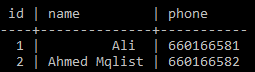 id | name | phone
----+--------------+-----------
1 | Ali | 660166581
2 | Ahmed Mqlist | 660166582